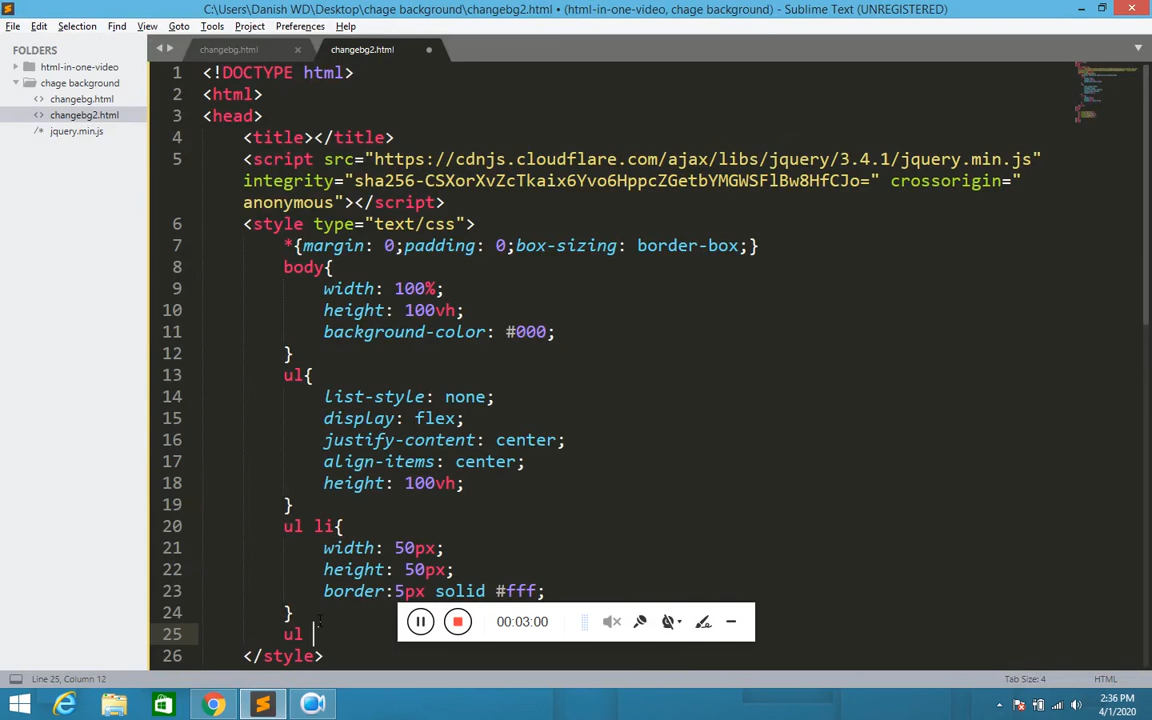 C:\Users\Danish WD\Desktop\chage background\changebg2.html • (html-in-one-video, chage background) - Sublime Text (UNREGISTERED)
File Edit Selection Find View Goto Tools Project Preferences Help
FOLDERS
html-in-one-video
chage background
changebg.html
changebg2.html
jquery.min.js
changebg.html
changebg2.html
1 <!DOCTYPE html>
2 <html>
3 <head>
4 <title></title>
5 <script src="https://cdnjs.cloudflare.com/ajax/libs/jquery/3.4.1/jquery.min.js"
integrity="sha256-CSXorXvZcTkaix6Yvo6HppcZGetbYMGWSFlBw8HfCJo=" crossorigin="
anonymous"></script>
6 <style type="text/css">
7 *{margin: 0;padding: 0;box-sizing: border-box;}
8 body{
9 width: 100%;
10 height: 100vh;
11 background-color: #000;
12 }
13 ul{
14 list-style: none;
15 display: flex;
16 justify-content: center;
17 align-items: center;
18 height: 100vh;
19 }
20 ul li{
21 width: 50px;
22 height: 50px;
23 border:5px solid #fff;
24 }
25 ul
26 </style>
00:03:00
Line 25, Column 12
Tab Size: 4
HTML
2:36 PM
4/1/2020